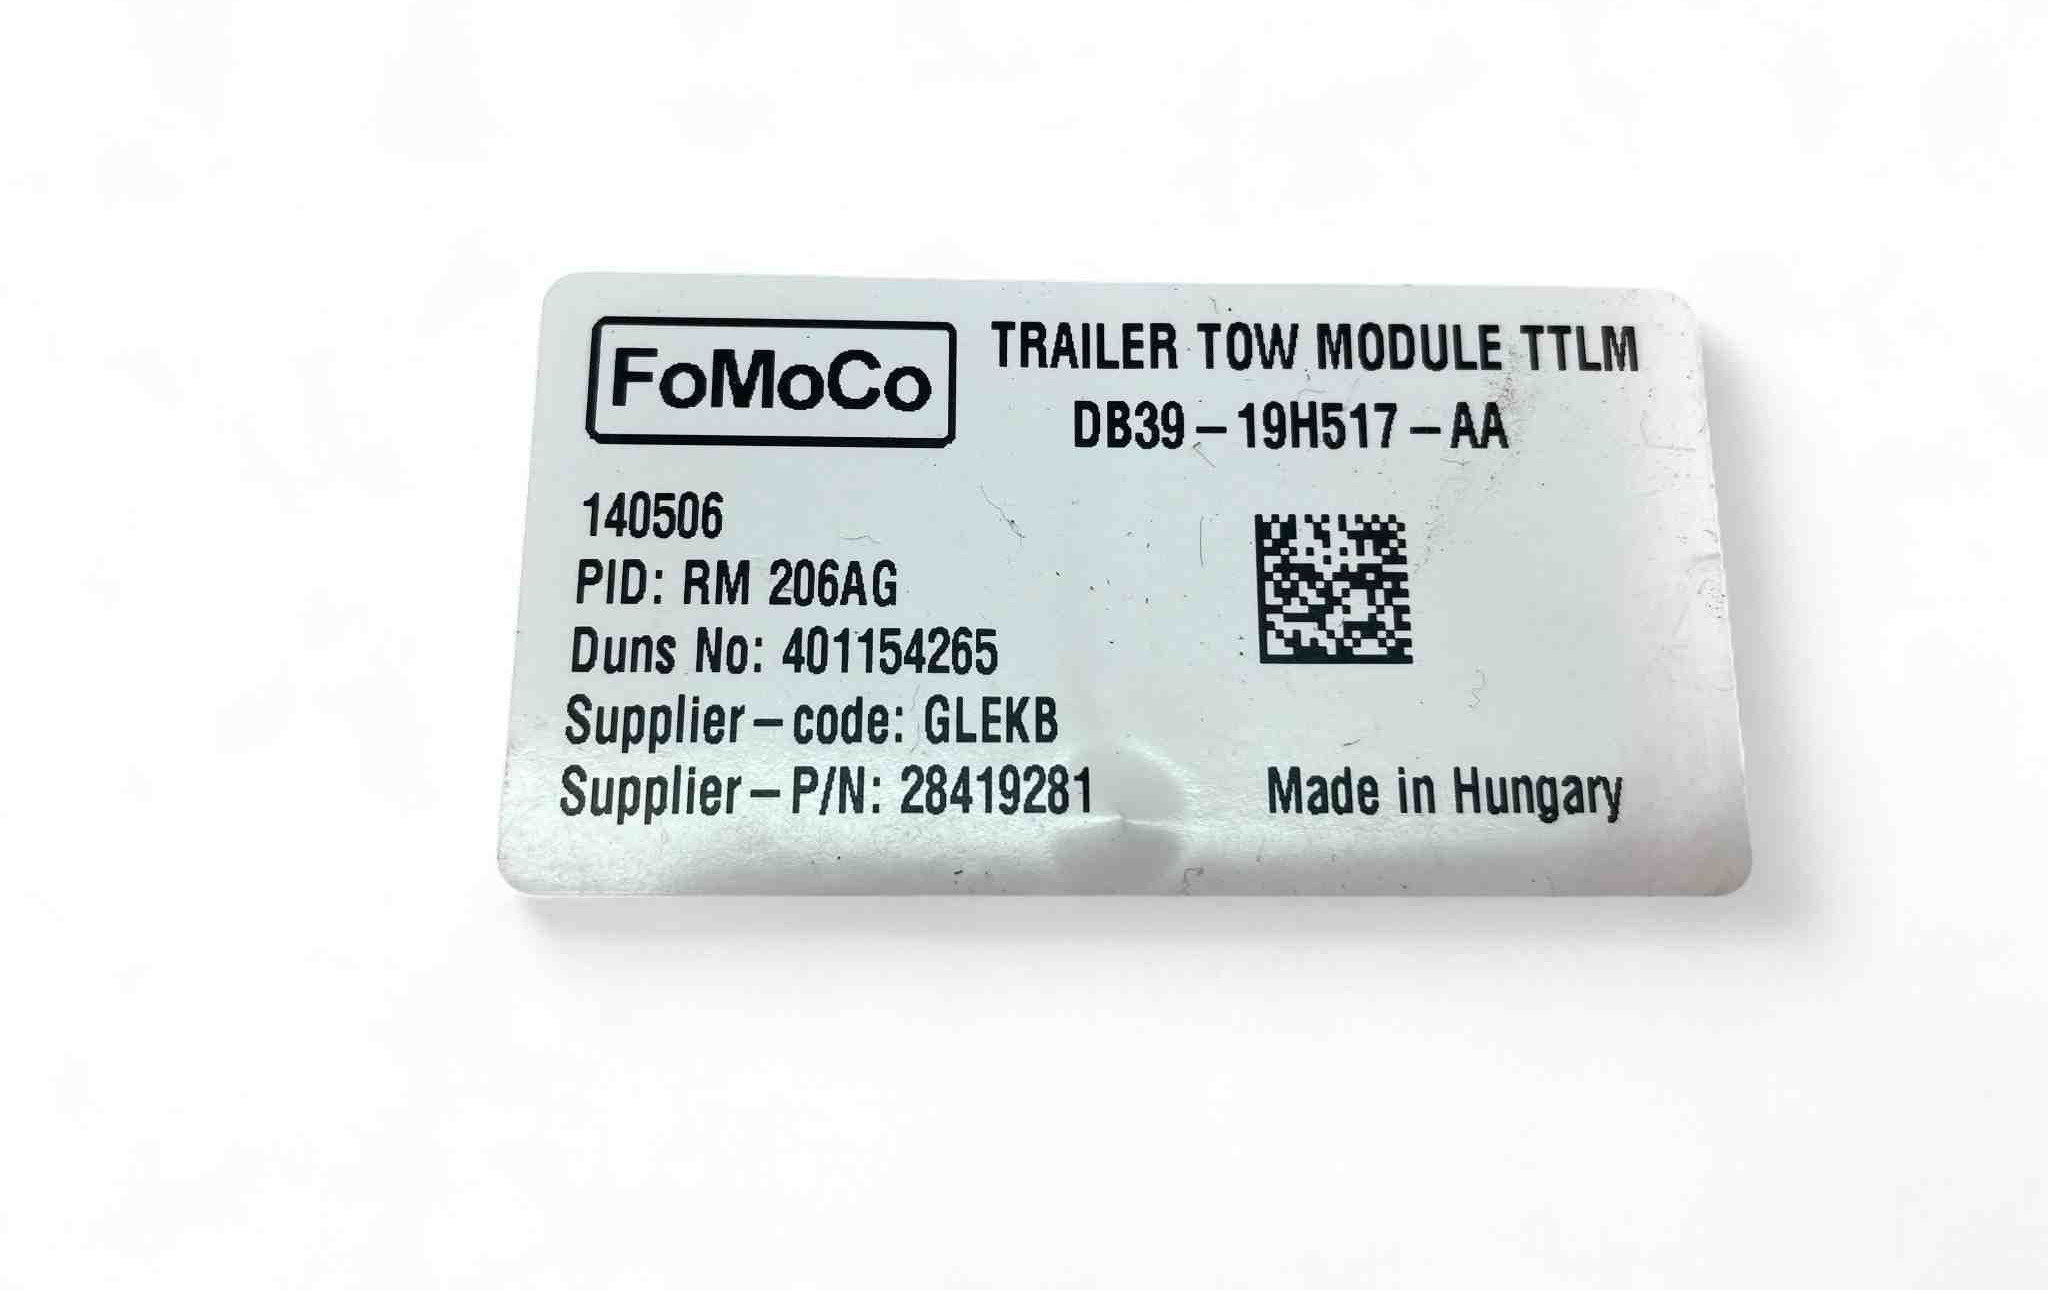 FoMoCo
TRAILER TOW MODULE TTLM
DB39-19H517-AA
140506
PID: RM 206AG
Duns No: 401154265
Supplier-code: GLEKB
Supplier-P/N: 28419281
Made in Hungary